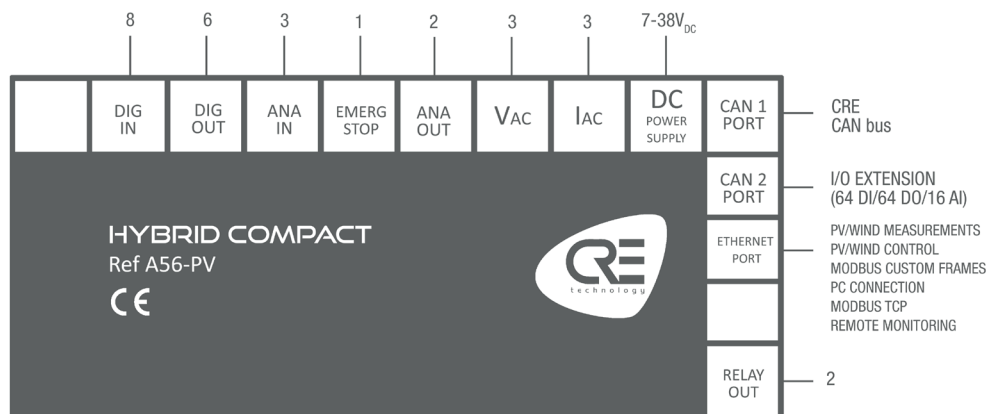 8
6
3
1
2
3
3
7-38VDC
DIG
IN
DIG
OUT
ANA
IN
EMERG
STOP
ANA
OUT
VAC
IAC
DC
POWER
SUPPLY
CAN 1
PORT
CRE
CAN bus
CAN 2
PORT
I/O EXTENSION
(64 DI/64 DO/16 AI)
HYBRID COMPACT
Ref A56-PV
CE
CRE
technology
ETHERNET
PORT
PV/WIND MEASUREMENTS
PV/WIND CONTROL
MODBUS CUSTOM FRAMES
PC CONNECTION
MODBUS TCP
REMOTE MONITORING
RELAY
OUT
2